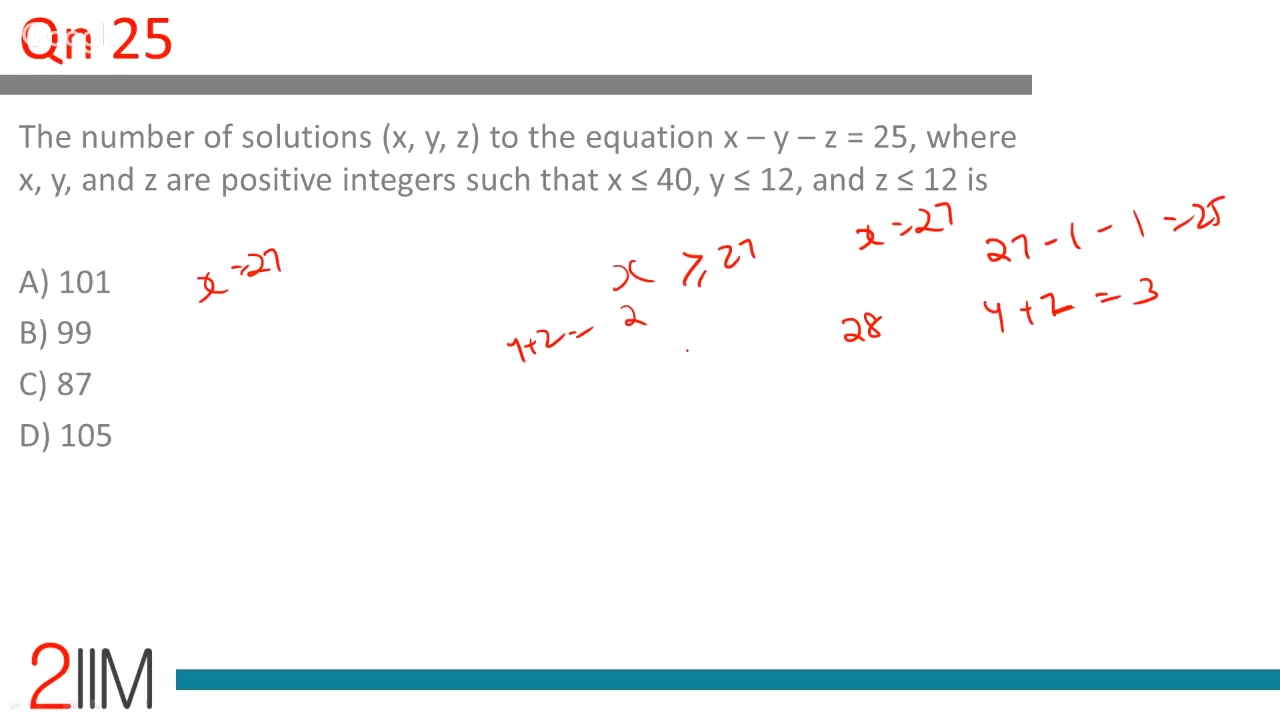 Qn 25
The number of solutions (x, y, z) to the equation x – y – z = 25, where
x, y, and z are positive integers such that x ≤ 40, y ≤ 12, and z ≤ 12 is
x = 27
27 - 1 - 1 = 25
A) 101
x = 27
x ≥ 27
B) 99
y+z = 2
28
y + z = 3
C) 87
D) 105
2IIM